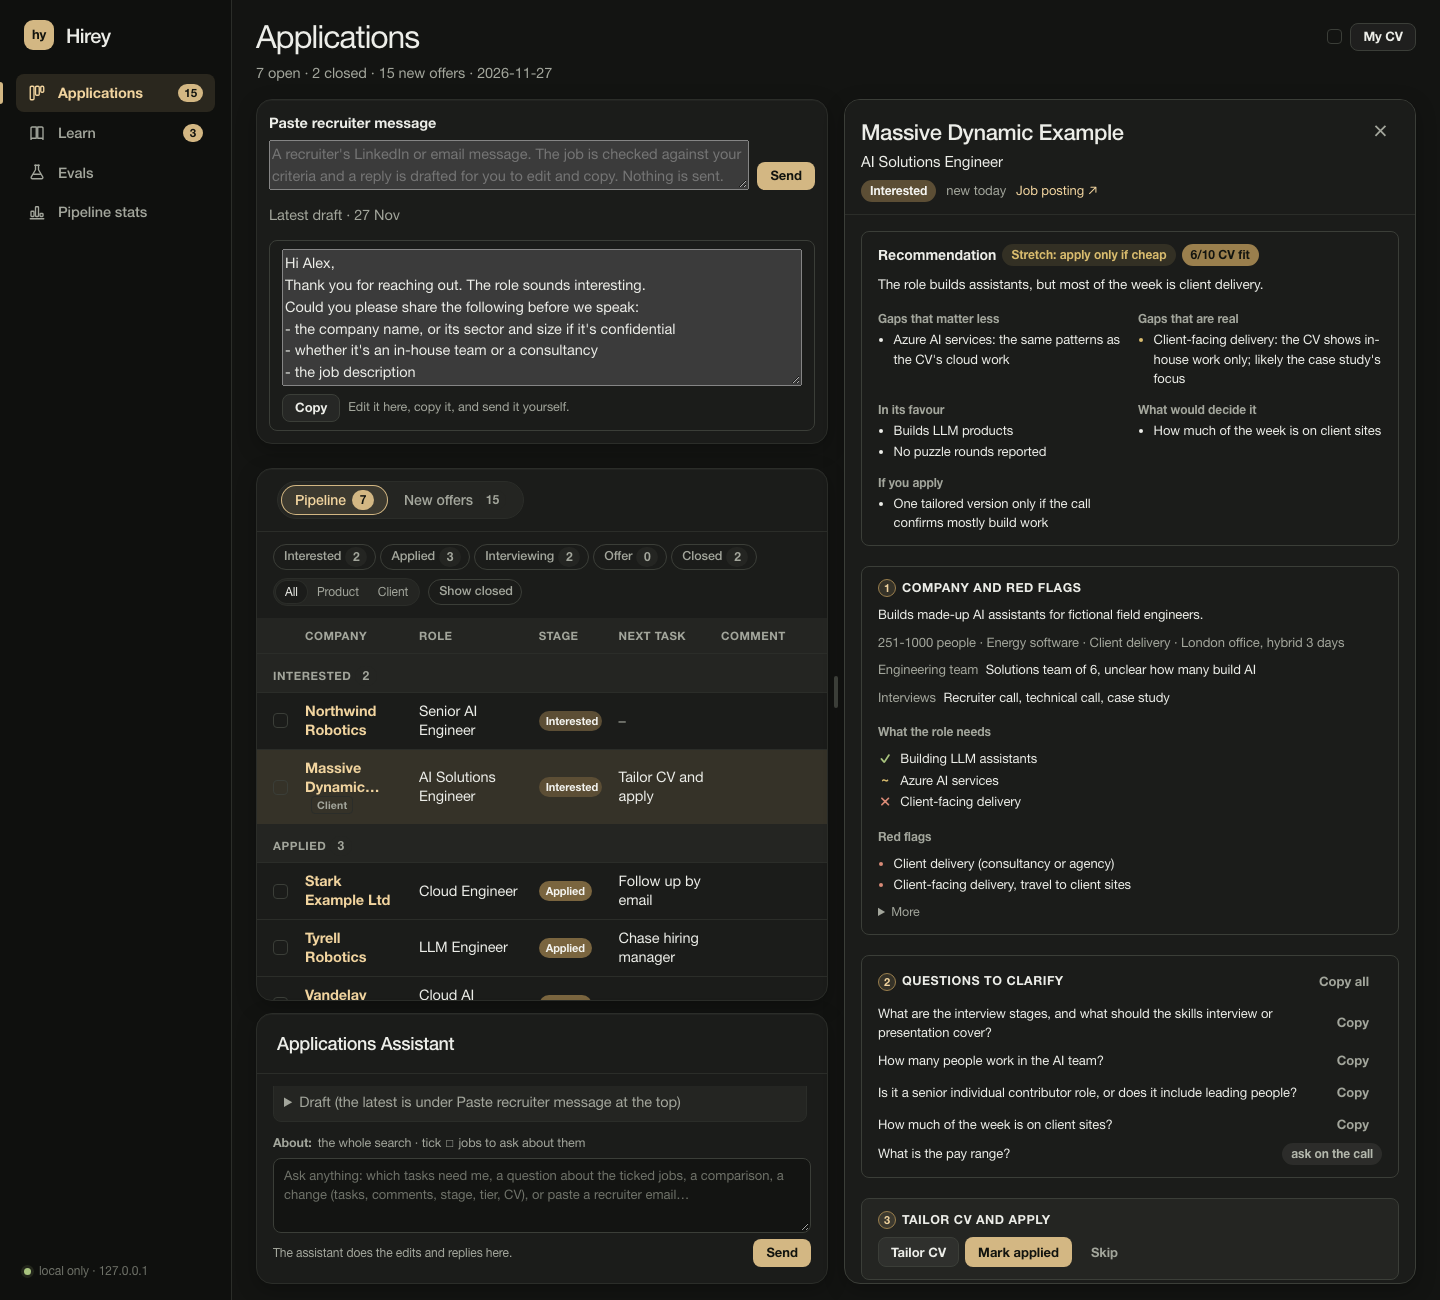 hy Hirey
Applications 15
Learn 3
Evals
Pipeline stats
local only · 127.0.0.1
Applications
7 open · 2 closed · 15 new offers · 2026-11-27
My CV
Paste recruiter message
A recruiter's LinkedIn or email message. The job is checked against your
criteria and a reply is drafted for you to edit and copy. Nothing is sent.
Send
Latest draft · 27 Nov
Hi Alex,
Thank you for reaching out. The role sounds interesting.
Could you please share the following before we speak:
- the company name, or its sector and size if it's confidential
- whether it's an in-house team or a consultancy
- the job description
Copy Edit it here, copy it, and send it yourself.
Pipeline 7 New offers 15
Interested 2 Applied 3 Interviewing 2 Offer 0 Closed 2
All Product Client Show closed
COMPANY ROLE STAGE NEXT TASK COMMENT
INTERESTED 2
Northwind
Robotics
Senior AI
Engineer
Interested
–
Massive
Dynamic…
Client
AI Solutions
Engineer
Interested
Tailor CV and
apply
APPLIED 3
Stark
Example Ltd
Cloud Engineer
Applied
Follow up by
email
Tyrell
Robotics
LLM Engineer
Applied
Chase hiring
manager
Vandelay
Cloud AI
Applications Assistant
Draft (the latest is under Paste recruiter message at the top)
About: the whole search · tick □ jobs to ask about them
Ask anything: which tasks need me, a question about the ticked jobs, a comparison, a
change (tasks, comments, stage, tier, CV), or paste a recruiter email…
The assistant does the edits and replies here.
Send
Massive Dynamic Example
AI Solutions Engineer
Interested new today Job posting ↗
Recommendation Stretch: apply only if cheap 6/10 CV fit
The role builds assistants, but most of the week is client delivery.
Gaps that matter less
• Azure AI services: the same patterns as
the CV's cloud work
Gaps that are real
• Client-facing delivery: the CV shows in-
house work only; likely the case study's
focus
In its favour
• Builds LLM products
• No puzzle rounds reported
What would decide it
• How much of the week is on client sites
If you apply
• One tailored version only if the call
confirms mostly build work
1 COMPANY AND RED FLAGS
Builds made-up AI assistants for fictional field engineers.
251-1000 people · Energy software · Client delivery · London office, hybrid 3 days
Engineering team Solutions team of 6, unclear how many build AI
Interviews Recruiter call, technical call, case study
What the role needs
✓ Building LLM assistants
~ Azure AI services
✕ Client-facing delivery
Red flags
• Client delivery (consultancy or agency)
• Client-facing delivery, travel to client sites
More
2 QUESTIONS TO CLARIFY Copy all
What are the interview stages, and what should the skills interview or
presentation cover?
Copy
How many people work in the AI team? Copy
Is it a senior individual contributor role, or does it include leading people? Copy
How much of the week is on client sites? Copy
What is the pay range? ask on the call
3 TAILOR CV AND APPLY
Tailor CV Mark applied Skip